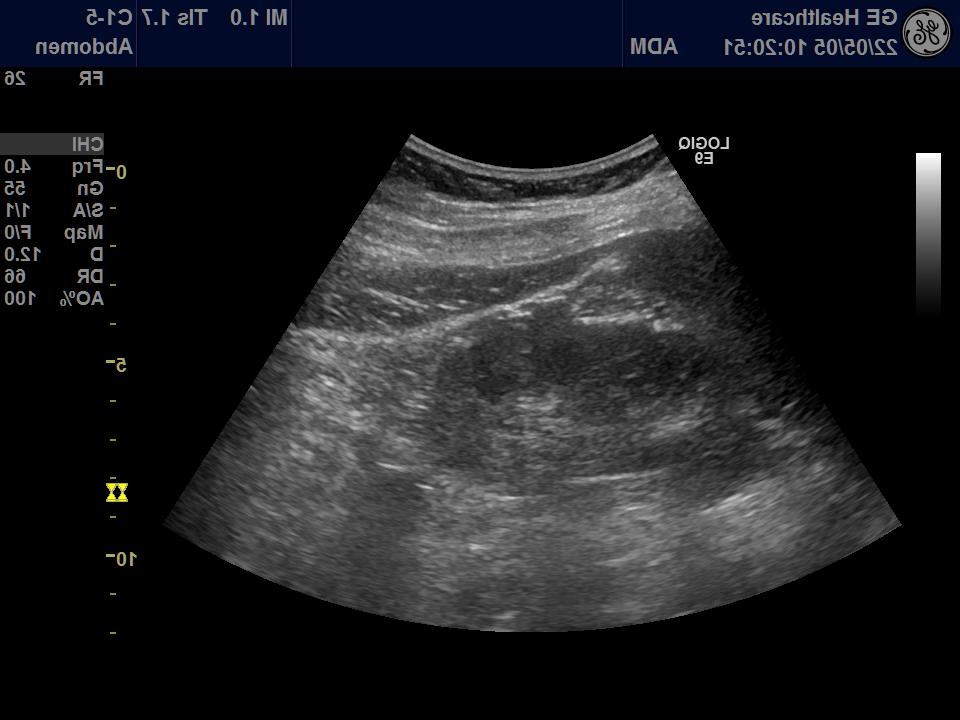 GE Healthcare
22/05/05 10:20:51
ADM
MI 1.0 TIs 1.7
C1-5
Abdomen
FR 26
CHI
Frq 4.0
Gn 55
S/A 1/1
Map F/0
D 12.0
DR 66
AO% 100
LOGIQ
E9
0
5
10
GE